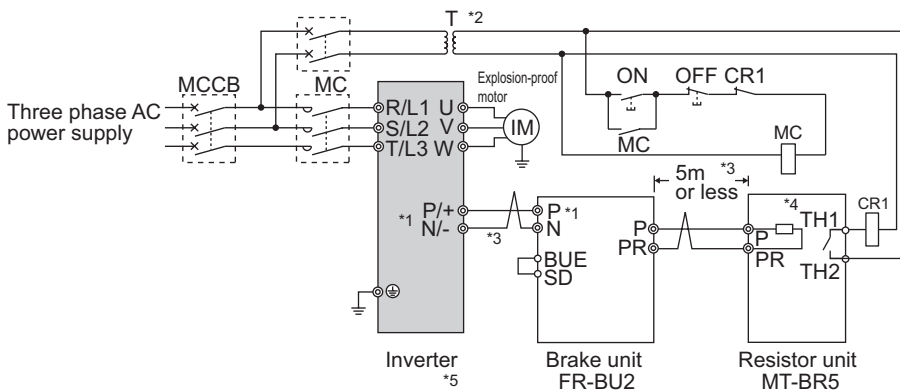 T *2
MCCB
MC
Explosion-proof
motor
ON
OFF
CR1
Three phase AC
power supply
R/L1
U
S/L2
V
IM
T/L3
W
MC
MC
5m *3
or less
*1
P/+
N/-
*3
P *1
N
P
PR
*4
TH1
CR1
P
PR
TH2
BUE
SD
Inverter
*5
Brake unit
FR-BU2
Resistor unit
MT-BR5